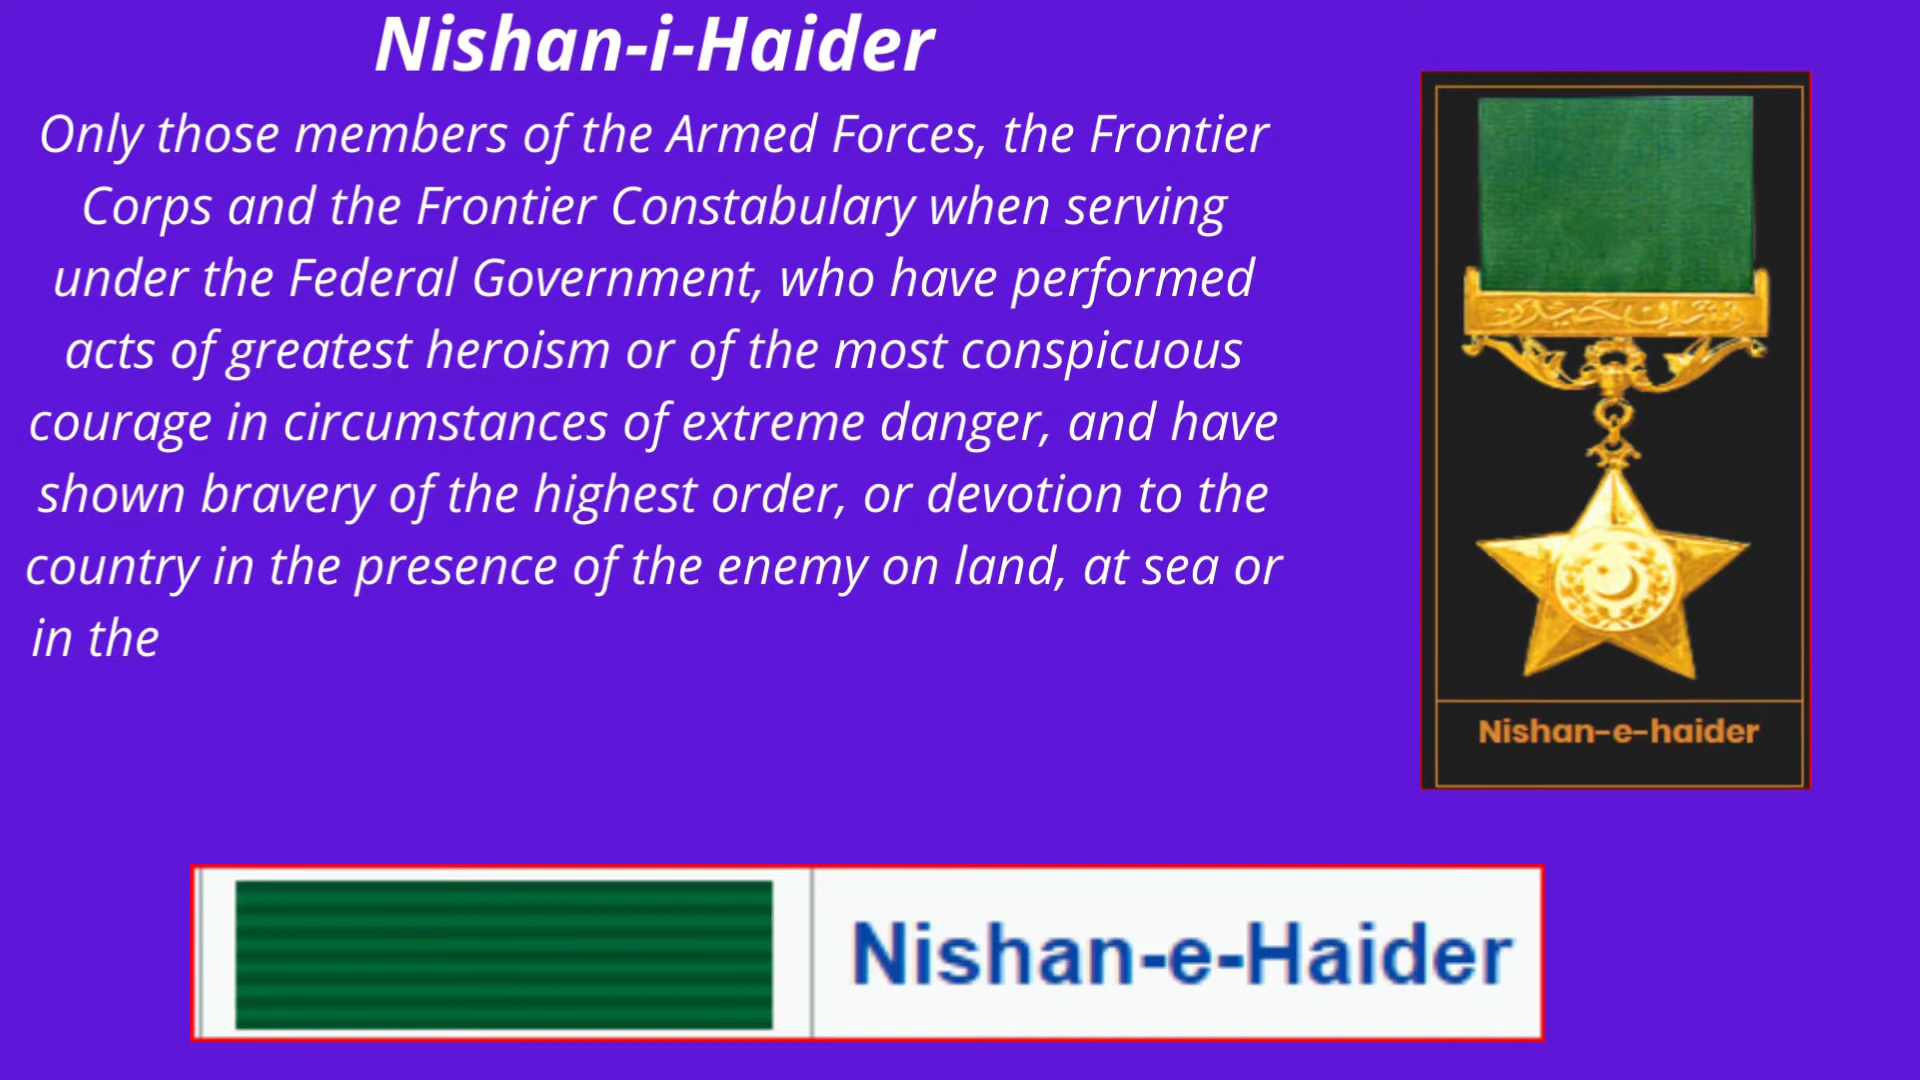 Nishan-i-Haider
Only those members of the Armed Forces, the Frontier
Corps and the Frontier Constabulary when serving
under the Federal Government, who have performed
acts of greatest heroism or of the most conspicuous
courage in circumstances of extreme danger, and have
shown bravery of the highest order, or devotion to the
country in the presence of the enemy on land, at sea or
in the
نشان حیدر
Nishan-e-haider
Nishan-e-Haider